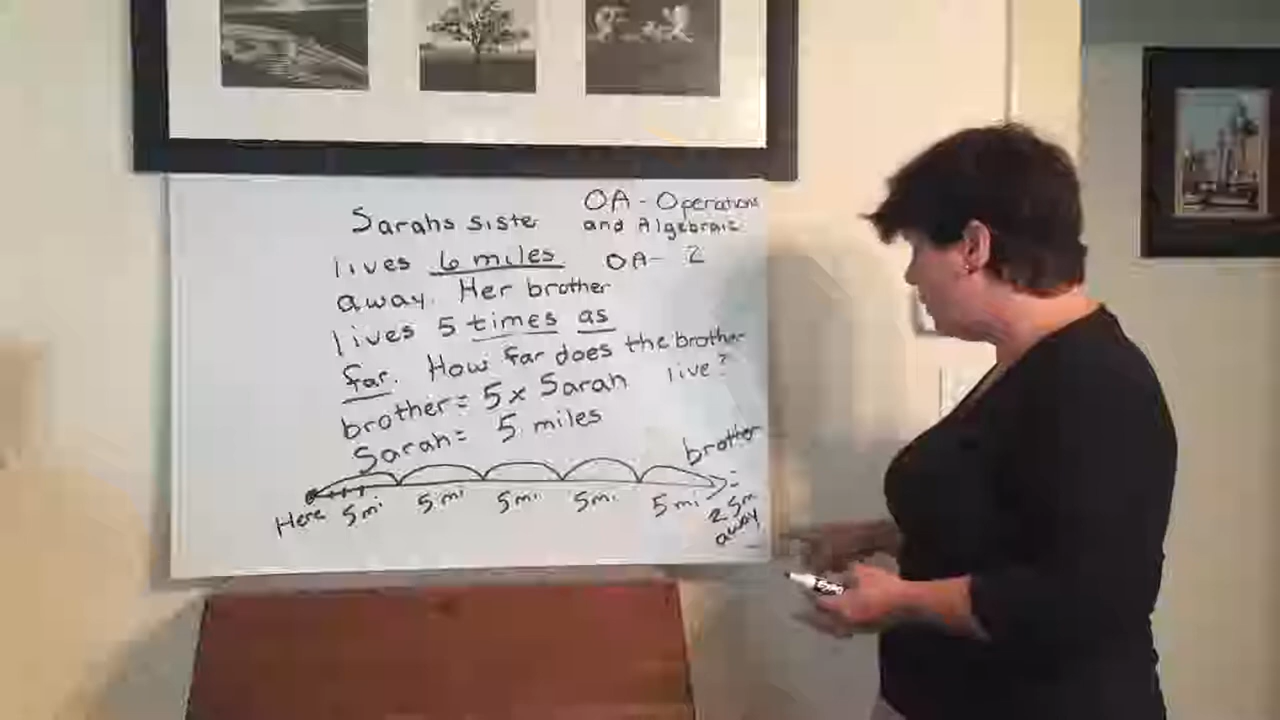 Sarahs siste
OA - Operations
and Algebraic
lives 6 miles
OA- 2
away. Her brother
lives 5 times as
far. How far does the brother
live?
brother = 5 x Sarah
Sarah = 5 miles
brother =
Here 5mi 5mi 5mi 5mi 5mi 25m
away